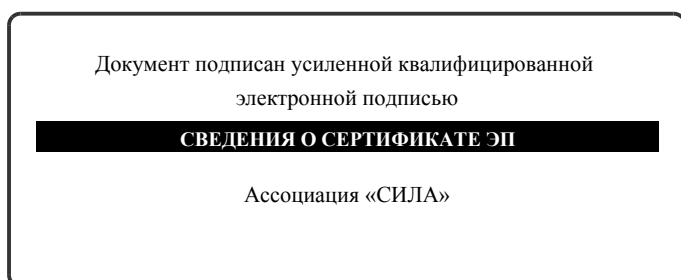 Документ подписан усиленной квалифицированной
электронной подписью
СВЕДЕНИЯ О СЕРТИФИКАТЕ ЭП
Ассоциация «СИЛА»